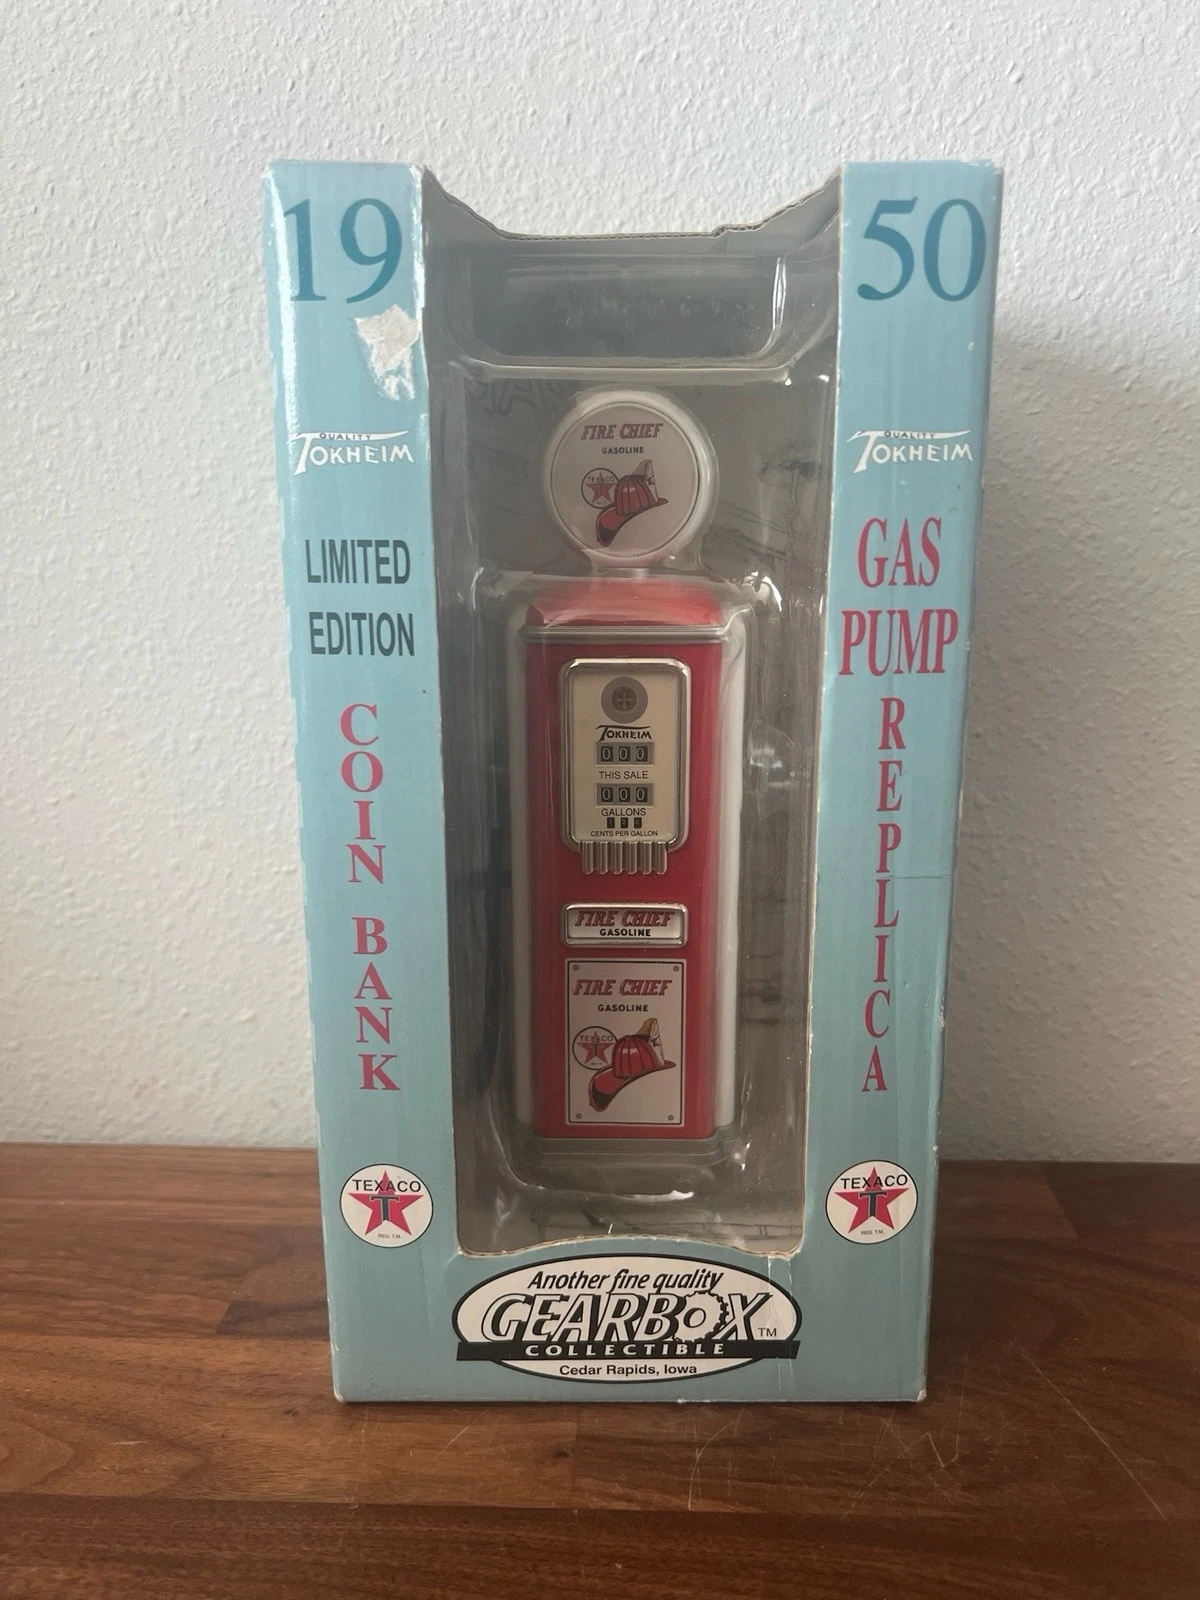 19
50
QUALITY
TOKHEIM
LIMITED
EDITION
COIN BANK
TEXACO
T
REG. T.M.
QUALITY
TOKHEIM
GAS
PUMP
REPLICA
TEXACO
T
REG. T.M.
FIRE CHIEF
GASOLINE
TEXACO
T
TOKHEIM
000
THIS SALE
000
GALLONS
CENTS PER GALLON
FIRE CHIEF
GASOLINE
FIRE CHIEF
GASOLINE
TEXACO
T
Another fine quality
GEARBOX TM
COLLECTIBLE
Cedar Rapids, Iowa